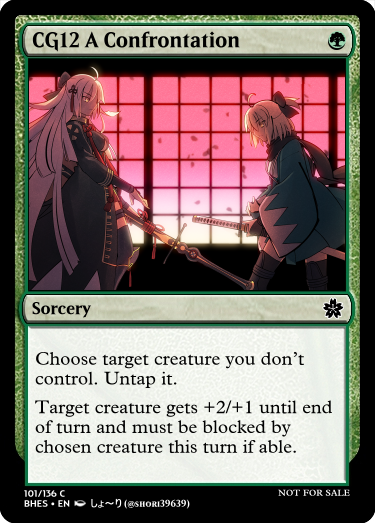 CG12 A Confrontation
Sorcery
Choose target creature you don't
control. Untap it.
Target creature gets +2/+1 until end
of turn and must be blocked by
chosen creature this turn if able.
101/136 C
NOT FOR SALE
BHES • EN しょ〜り (@SHORI39639)